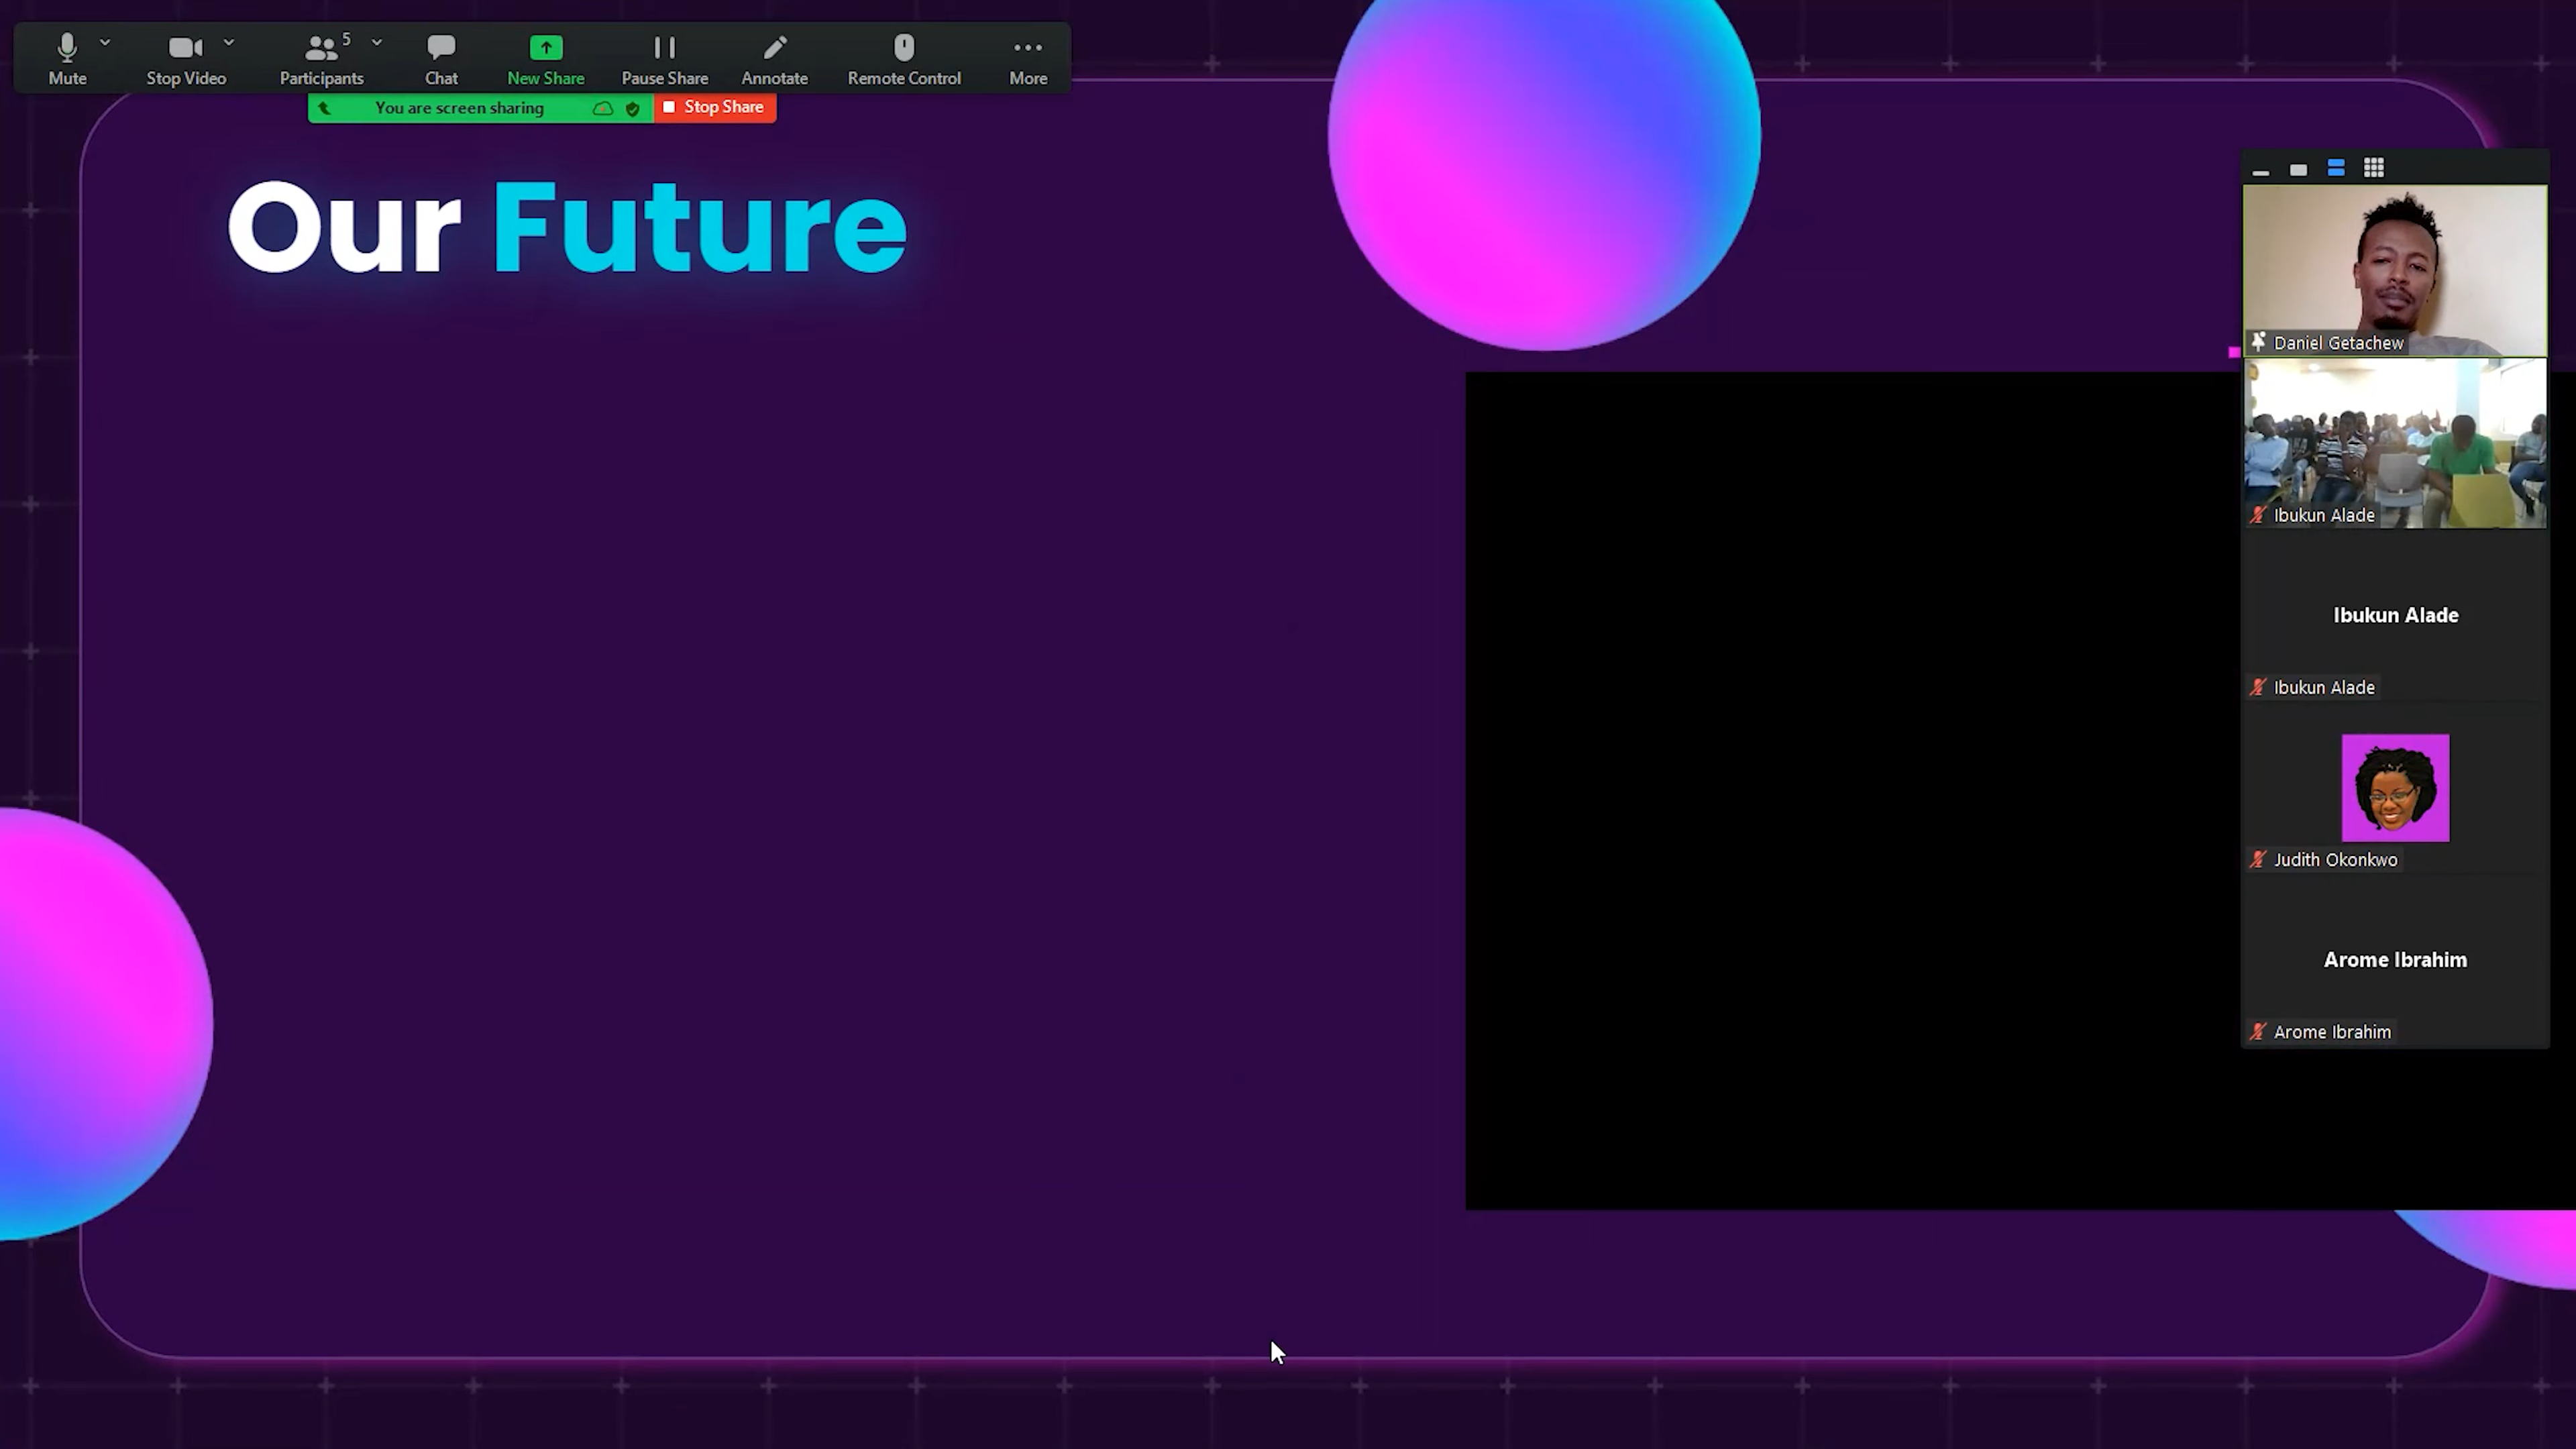 Mute
Stop Video
5
Participants
Chat
New Share
Pause Share
Annotate
Remote Control
More
You are screen sharing
Stop Share
Our Future
Daniel Getachew
Ibukun Alade
Ibukun Alade
Ibukun Alade
Judith Okonkwo
Arome Ibrahim
Arome Ibrahim